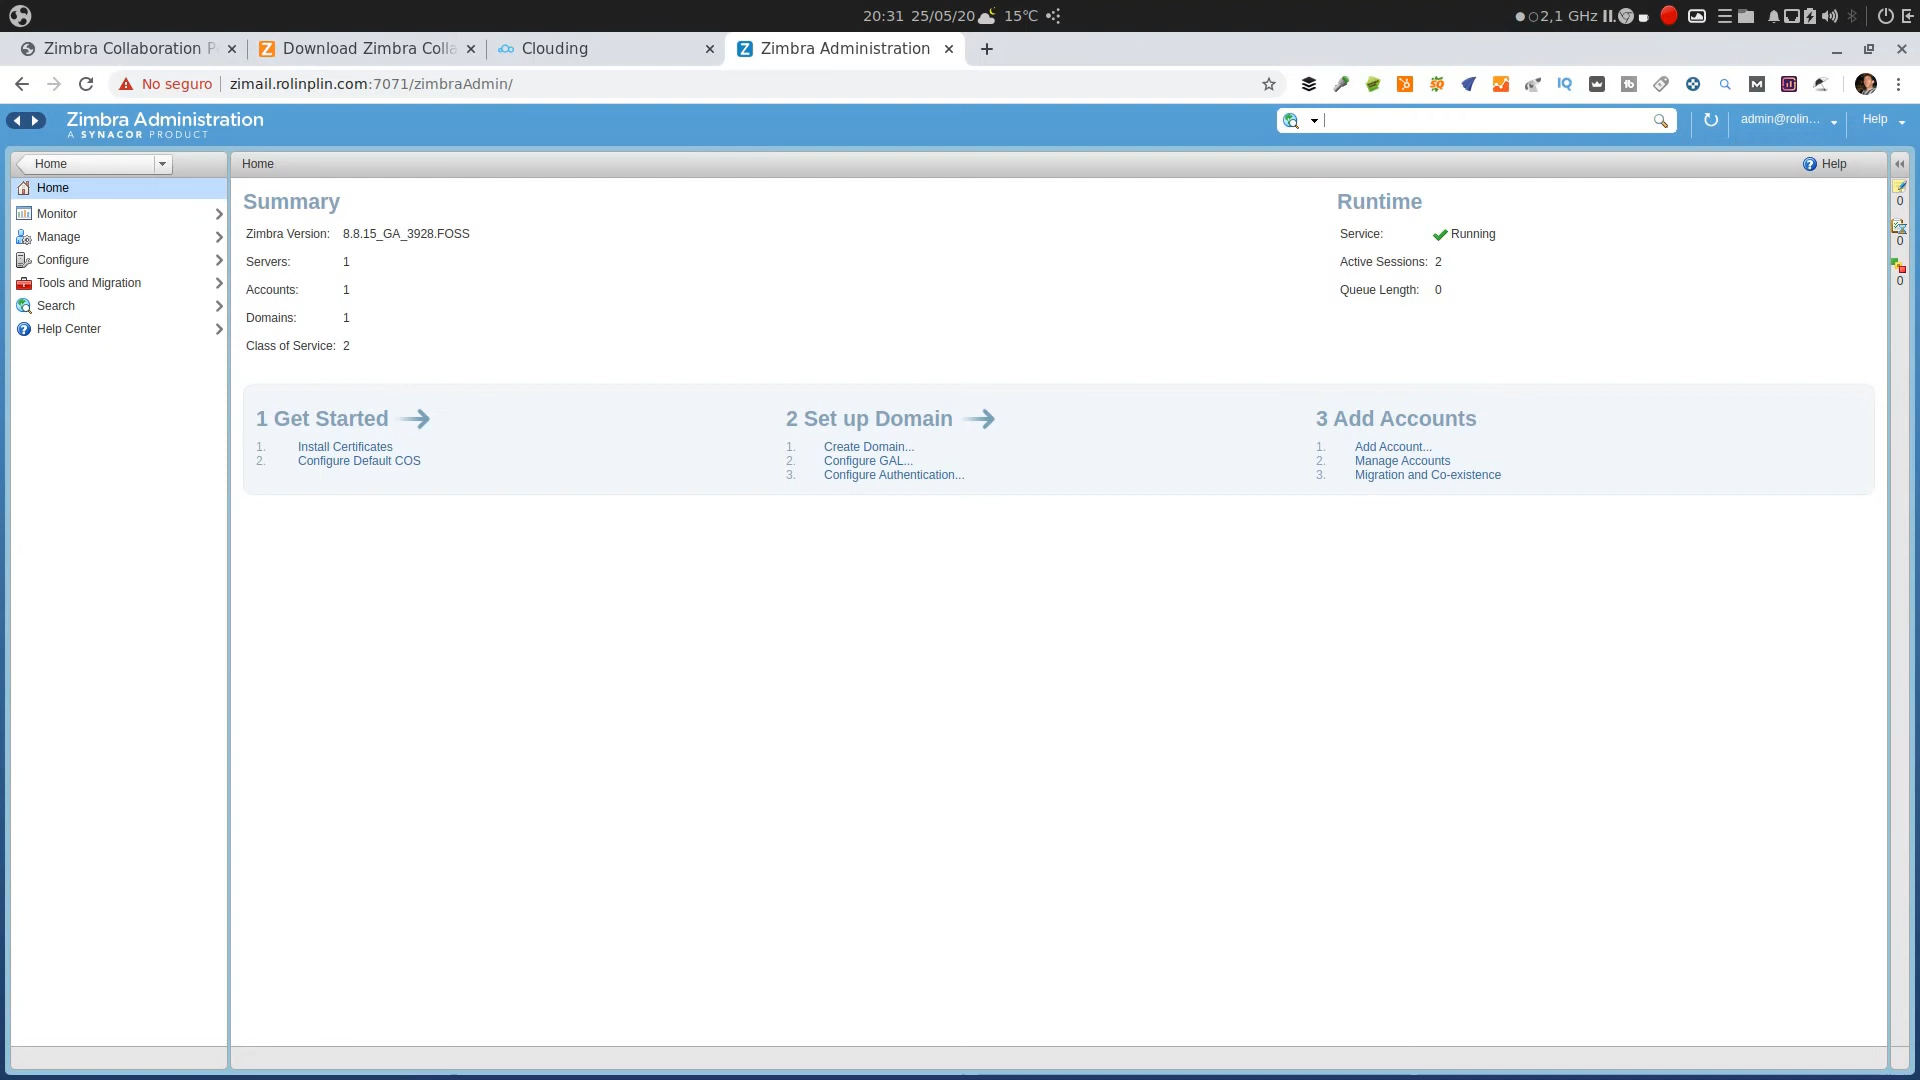 20:31 25/05/20 15°C
2,1 GHz
Zimbra Collaboration P
Download Zimbra Colla
Clouding
Zimbra Administration
No seguro
zimail.rolinplin.com:7071/zimbraAdmin/
Zimbra Administration
A SYNACOR PRODUCT
admin@rolin...
Help
Home
Home
Help
Home
Monitor
Manage
Configure
Tools and Migration
Search
Help Center
Summary
Zimbra Version: 8.8.15_GA_3928.FOSS
Servers: 1
Accounts: 1
Domains: 1
Class of Service: 2
Runtime
Service: Running
Active Sessions: 2
Queue Length: 0
0
0
0
1 Get Started
1. Install Certificates
2. Configure Default COS
2 Set up Domain
1. Create Domain...
2. Configure GAL...
3. Configure Authentication...
3 Add Accounts
1. Add Account...
2. Manage Accounts
3. Migration and Co-existence